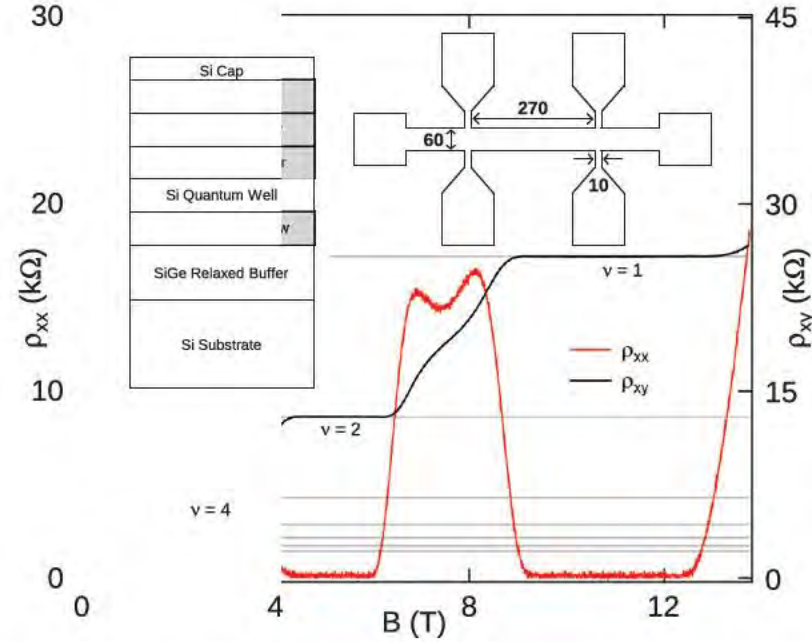 30
45
Si Cap
270
60
10
r
Si Quantum Well
20
30
w
SiGe Relaxed Buffer
ν = 1
ρxx (kΩ)
ρxy (kΩ)
Si Substrate
ρxx
ρxy
10
15
ν = 2
ν = 4
0
0
0
4
8
12
B (T)